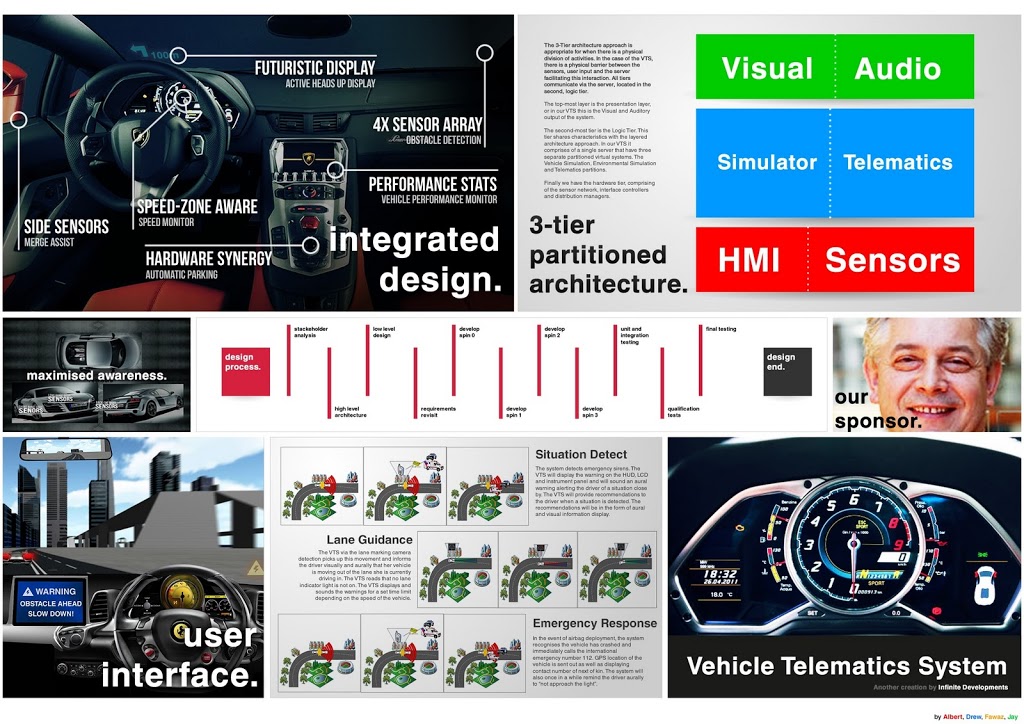 100m
FUTURISTIC DISPLAY
ACTIVE HEADS UP DISPLAY
4X SENSOR ARRAY
OBSTACLE DETECTION
PERFORMANCE STATS
VEHICLE PERFORMANCE MONITOR
SPEED-ZONE AWARE
SPEED MONITOR
SIDE SENSORS
MERGE ASSIST
HARDWARE SYNERGY
AUTOMATIC PARKING
integrated
design.
The 3-Tier architecture approach is
appropriate for when there is a physical
division of activities. In the case of the VTS,
there is a physical barrier between the
sensors, user input and the server
facilitating this interaction. All tiers
communicate via the server, located in the
second, logic tier.
The top-most layer is the presentation layer,
or in our VTS this is the Visual and Auditory
output of the system.
The second-most tier is the Logic Tier. This
tier shares characteristics with the layered
architecture approach. In our VTS it
comprises of a single server that have three
separate partitioned virtual systems. The
Vehicle Simulation, Environmental Simulation
and Telematics partitions.
Finally we have the hardware tier, comprising
of the sensor network, interface controllers
and distribution managers.
3-tier
partitioned
architecture.
Visual Audio
Simulator Telematics
HMI Sensors
maximised awareness.
SENORS
SENSORS
SENSORS
design
process.
stackeholder
analysis
high level
architecture
low level
design
requirements
revisit
develop
spin 0
develop
spin 1
develop
spin 2
develop
spin 3
unit and
integration
testing
qualification
tests
final testing
design
end.
our
sponsor.
WARNING
OBSTACLE AHEAD
SLOW DOWN!
user
interface.
Situation Detect
The system detects emergency sirens. The
VTS will display the warning on the HUD, LCD
and instrument panel and will sound an aural
warning alerting the driver of a situation close
by. The VTS will provide recommendations to
the driver when a situation is detected. The
recommendations will be in the form of aural
and visual information display.
Lane Guidance
The VTS via the lane marking camera
detection picks up this movement and informs
the driver visually and aurally that her vehicle
is moving out of the lane she is currently
driving in. The VTS reads that no lane
indicator light is not on. The VTS displays and
sounds the warnings for a set time limit
depending on the speed of the vehicle.
Emergency Response
In the event of airbag deployment, the system
recognises the vehicle has crashed and
immediately calls the international
emergency number 112. GPS location of the
vehicle is sent out as well as displaying
contact number of next of kin. The system will
also once in a while remind the driver aurally
to "not approach the light".
1 2 3 4 5 6 7 8 9
ESC
SPORT
0
18:32
26.04.2011
18.0 °C
SET
0.0
Vehicle Telematics System
Another creation by Infinite Developments
by Albert, Drew, Fawaz, Jay